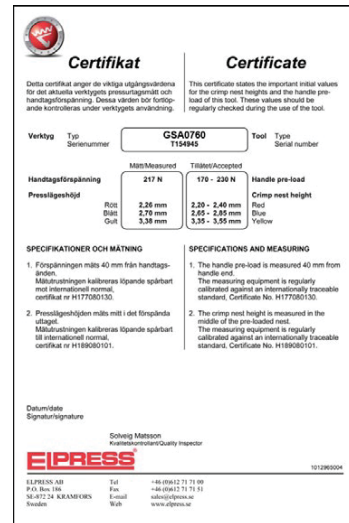 Certifikat
Certificate
Detta certifikat anger de viktiga utgångsvärdena
för det aktuella verktygets pressurtagsmått och
handtagsförspänning. Dessa värden bör fortlöp-
ande kontrolleras under verktygets användning.
This certificate states the important initial values
for the crimp nest heights and the handle pre-
load of this tool. These values should be
regularly checked during the use of the tool.
Verktyg Typ GSA0760 Tool Type
Serienummer T154945 Serial number
Mätt/Measured Tillåtet/Accepted
Handtagsförspänning 217 N 170 - 230 N Handle pre-load
Presslägeshöjd Crimp nest height
Rött 2,26 mm 2,20 - 2,40 mm Red
Blått 2,70 mm 2,65 - 2,85 mm Blue
Gult 3,38 mm 3,35 - 3,55 mm Yellow
SPECIFIKATIONER OCH MÄTNING
1. Förspänningen mäts 40 mm från handtags-
änden.
Mätutrustningen kalibreras löpande spårbart
mot internationell normal,
certifikat nr H177080130.
2. Presslägeshöjden mäts mitt i det förspända
uttaget.
Mätutrustningen kalibreras löpande spårbart
till internationell normal,
certifikat nr H189080101.
SPECIFICATIONS AND MEASURING
1. The handle pre-load is measured 40 mm from
handle end.
The measuring equipment is regularly
calibrated against an internationally traceable
standard, Certificate No. H177080130.
2. The crimp nest height is measured in the
middle of the pre-loaded nest.
The measuring equipment is regularly
calibrated against an internationally traceable
standard. Certificate No. H189080101.
Datum/date
Signatur/signature
Solveig Matsson
Kvalitetskontrollant/Quality Inspector
ELPRESS®
1012965004
ELPRESS AB Tel +46 (0)612 71 71 00
P.O. Box 186 Fax +46 (0)612 71 71 51
SE-872 24 KRAMFORS E-mail sales@elpress.se
Sweden Web www.elpress.se